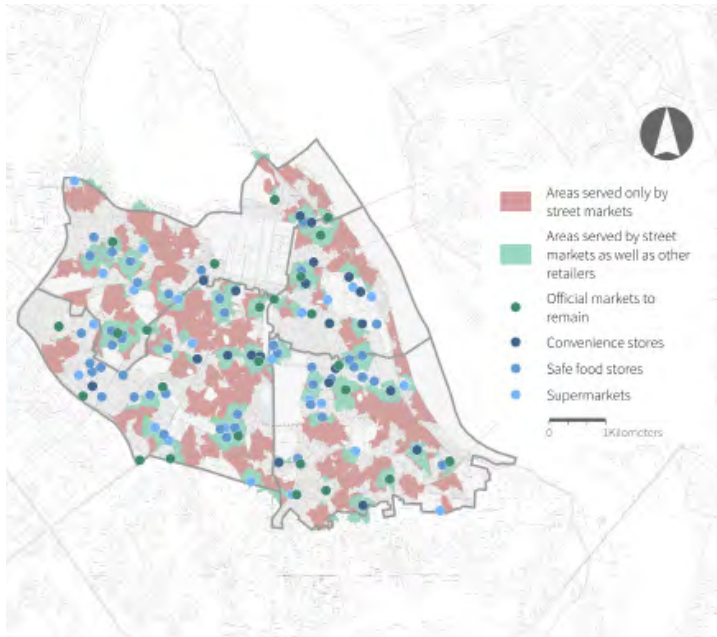 Areas served only by
street markets
Areas served by street
markets as well as other
retailers
Official markets to
remain
Convenience stores
Safe food stores
Supermarkets
0 1Kilometers